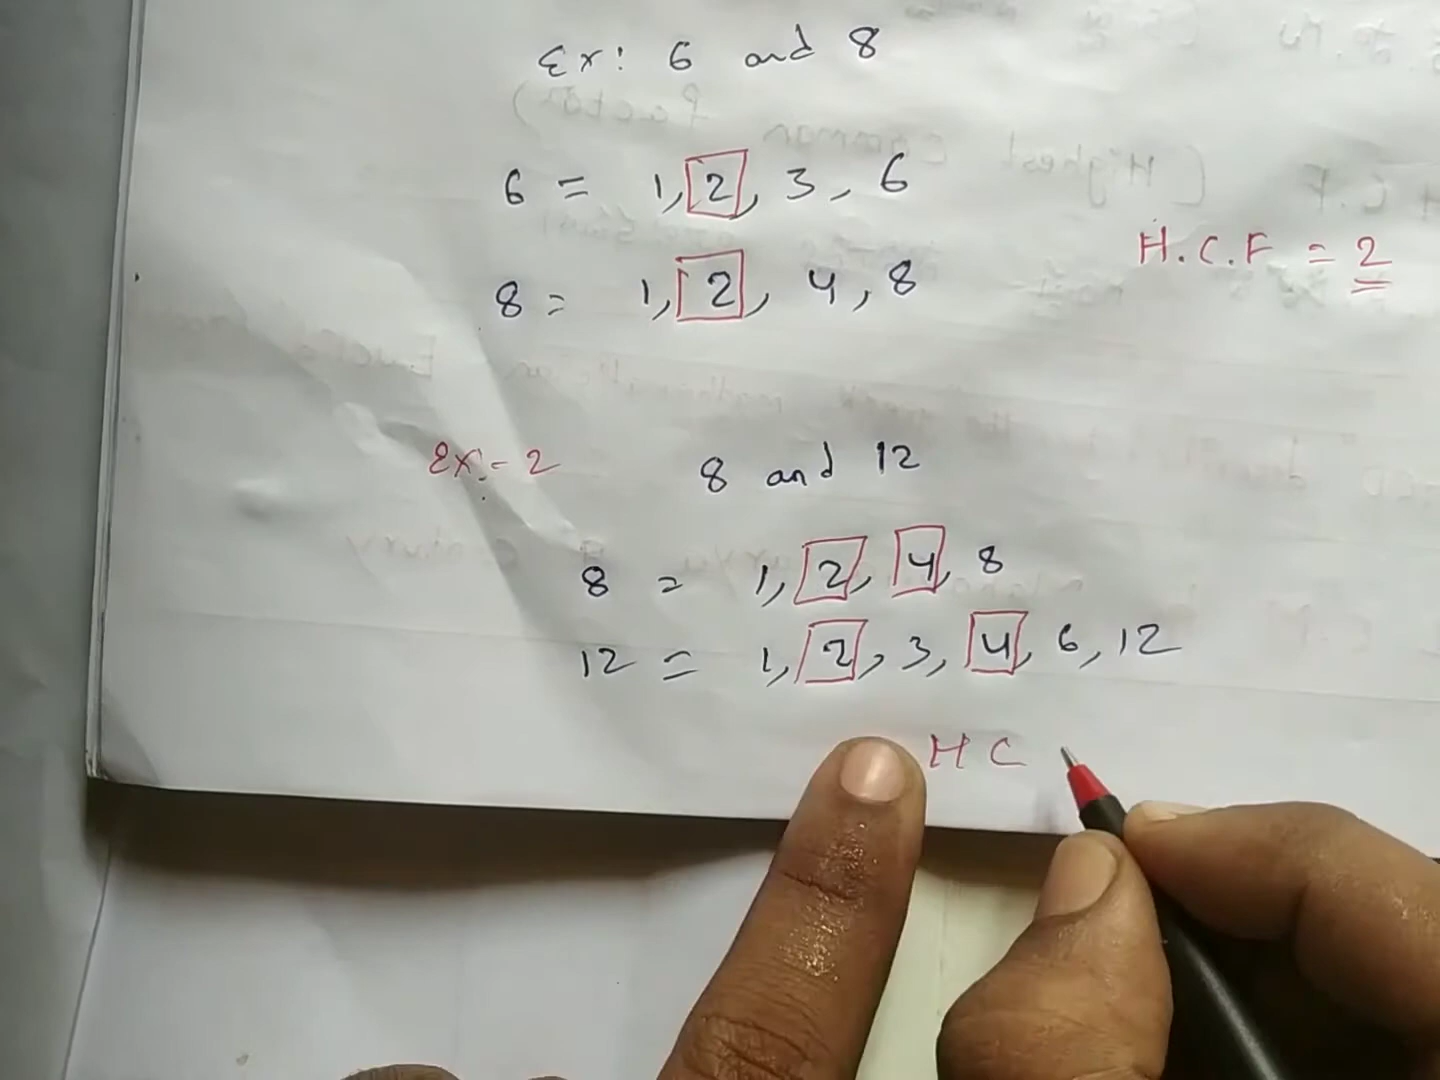 Ex: 6 and 8
6 = 1, 2, 3, 6
8 = 1, 2, 4, 8
H.C.F = 2
Ex:- 2 8 and 12
8 = 1, 2, 4, 8
12 = 1, 2, 3, 4, 6, 12
H C